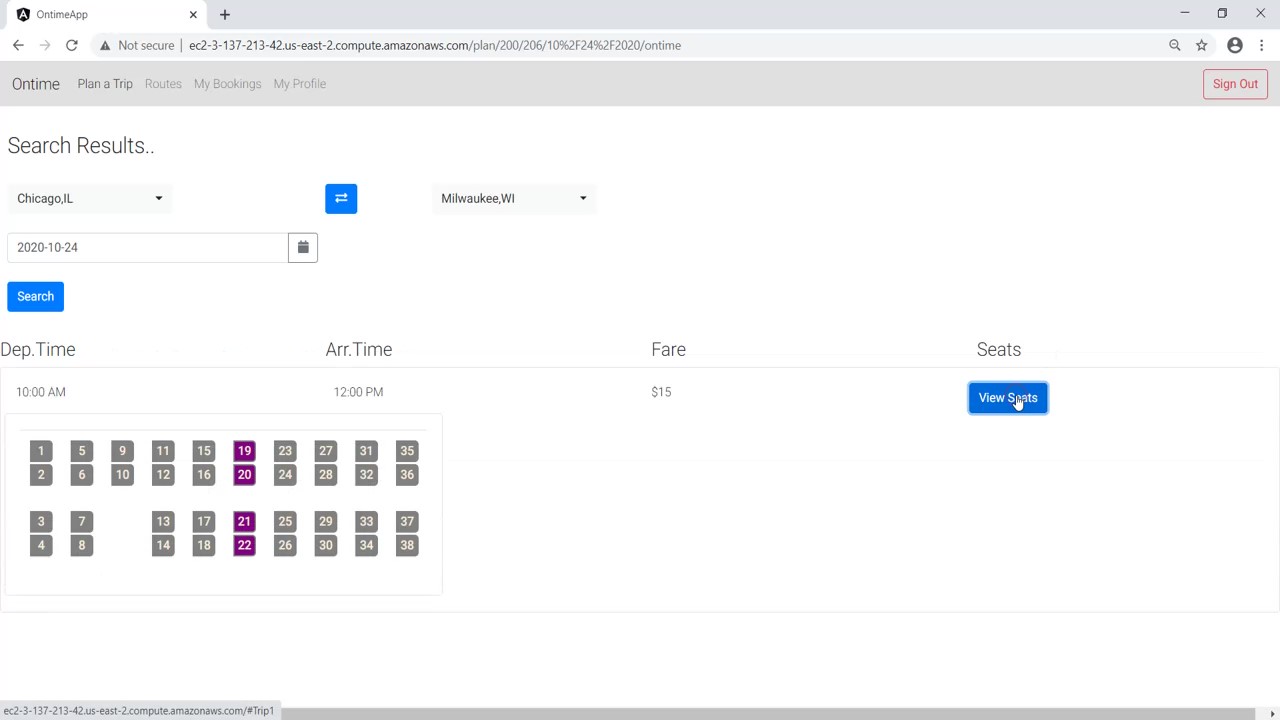 OntimeApp
Not secure ec2-3-137-213-42.us-east-2.compute.amazonaws.com/plan/200/206/10%2F24%2F2020/ontime
Ontime Plan a Trip Routes My Bookings My Profile Sign Out
Search Results..
Chicago,IL Milwaukee,WI
2020-10-24
Search
Dep.Time Arr.Time Fare Seats
10:00 AM 12:00 PM $15 View Seats
1 5 9 11 15 19 23 27 31 35
2 6 10 12 16 20 24 28 32 36
3 7 13 17 21 25 29 33 37
4 8 14 18 22 26 30 34 38
ec2-3-137-213-42.us-east-2.compute.amazonaws.com/#Trip1